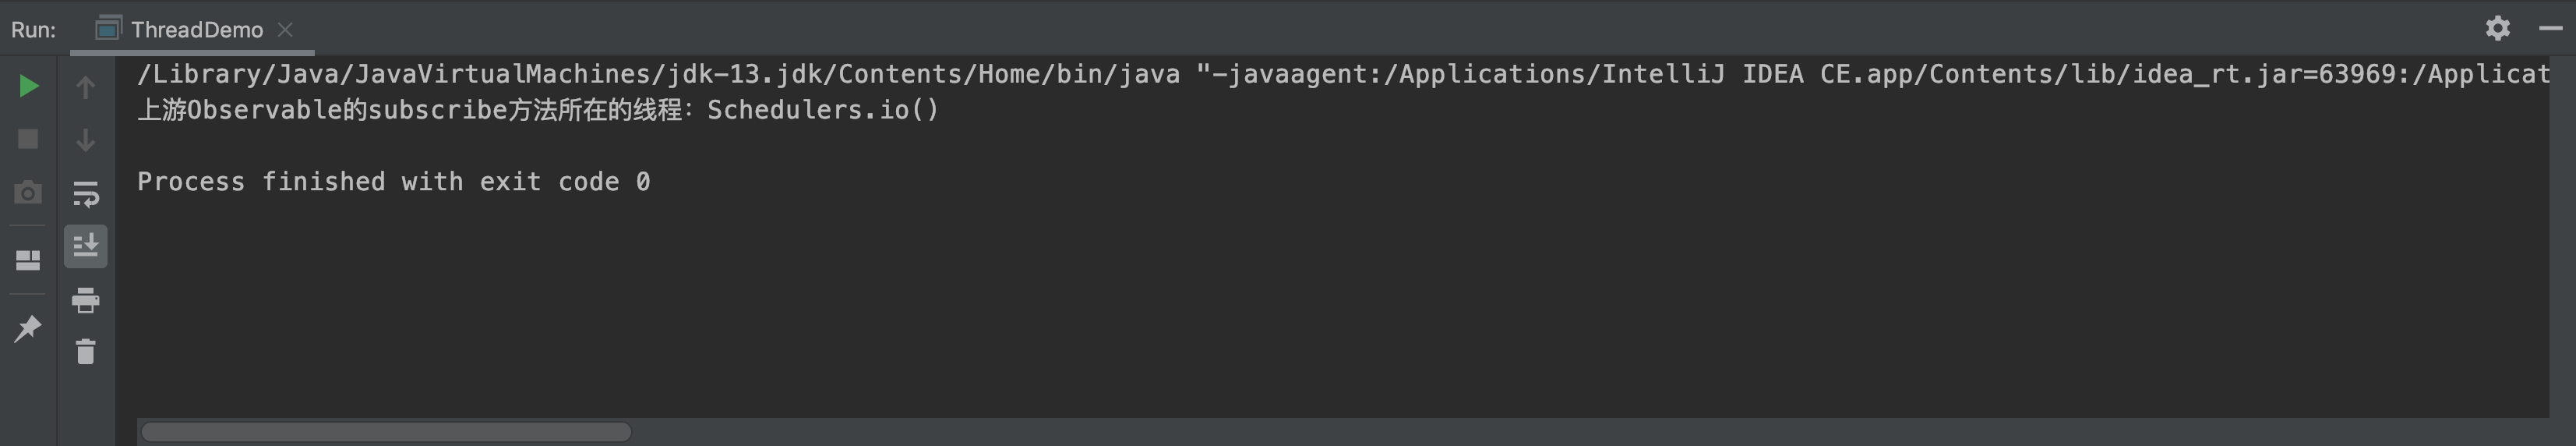 Run: ThreadDemo
/Library/Java/JavaVirtualMachines/jdk-13.jdk/Contents/Home/bin/java "-javaagent:/Applications/IntelliJ IDEA CE.app/Contents/lib/idea_rt.jar=63969:/Applicat
上游Observable的subscribe方法所在的线程：Schedulers.io()
Process finished with exit code 0